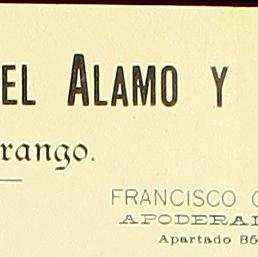 EL ALAMO Y
rango.
FRANCISCO
APODERA
Apartado 85